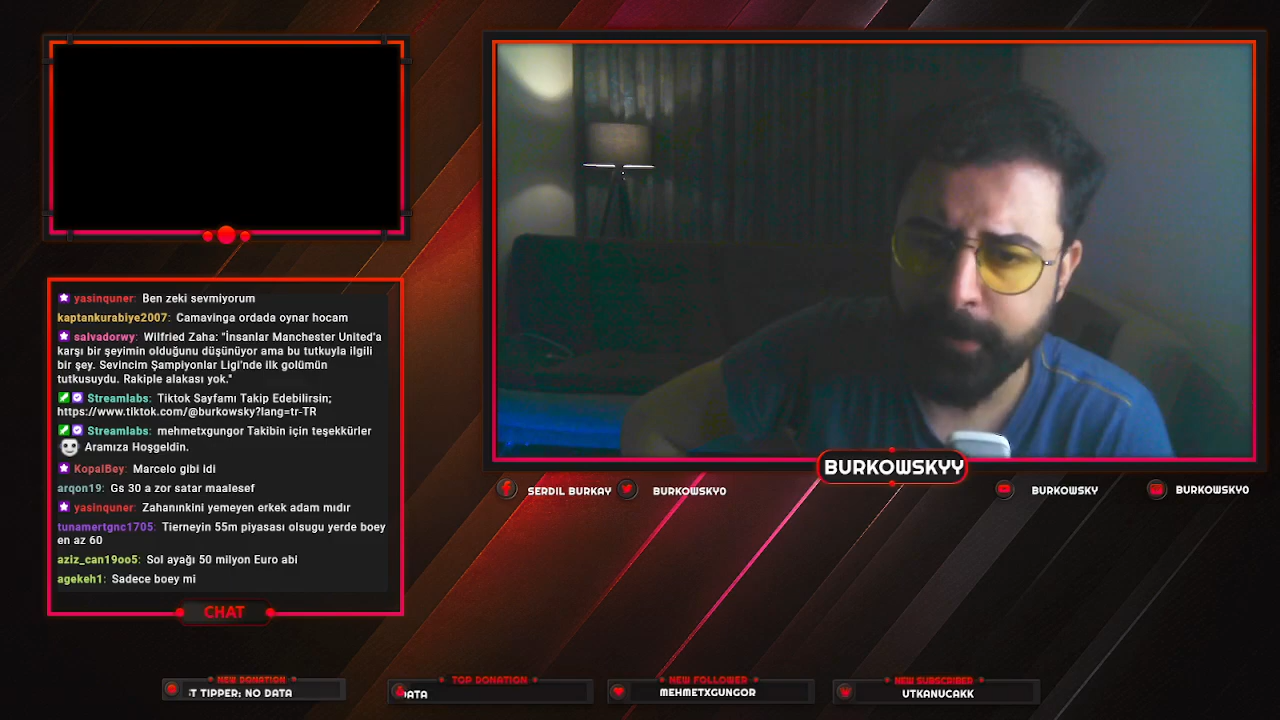 yasinquner: Ben zeki sevmiyorum
kaptankurabiye2007: Camavinga ordada oynar hocam
salvadorwy: Wilfried Zaha: "İnsanlar Manchester United'a
karşı bir şeyimin olduğunu düşünüyor ama bu tutkuyla ilgili
bir şey. Sevincim Şampiyonlar Ligi'nde ilk golümün
tutkusuydu. Rakiple alakası yok."
Streamlabs: Tiktok Sayfamı Takip Edebilirsin;
https://www.tiktok.com/@burkowsky?lang=tr-TR
Streamlabs: mehmetxgungor Takibin için teşekkürler
Aramıza Hoşgeldin.
KopalBey: Marcelo gibi idi
arqon19: Gs 30 a zor satar maalesef
yasinquner: Zahanınkini yemeyen erkek adam mıdır
tunamertgnc1705: Tierneyin 55m piyasası olsugu yerde boey
en az 60
aziz_can19oo5: Sol ayağı 50 milyon Euro abi
agekeh1: Sadece boey mi
CHAT
BURKOWSKYY
SERDIL BURKAY
BURKOWSKY0
BURKOWSKY
BURKOWSKY0
NEW DONATION
T TIPPER: NO DATA
TOP DONATION
DATA
NEW FOLLOWER
MEHMETXGUNGOR
NEW SUBSCRIBER
UTKANUCAKK